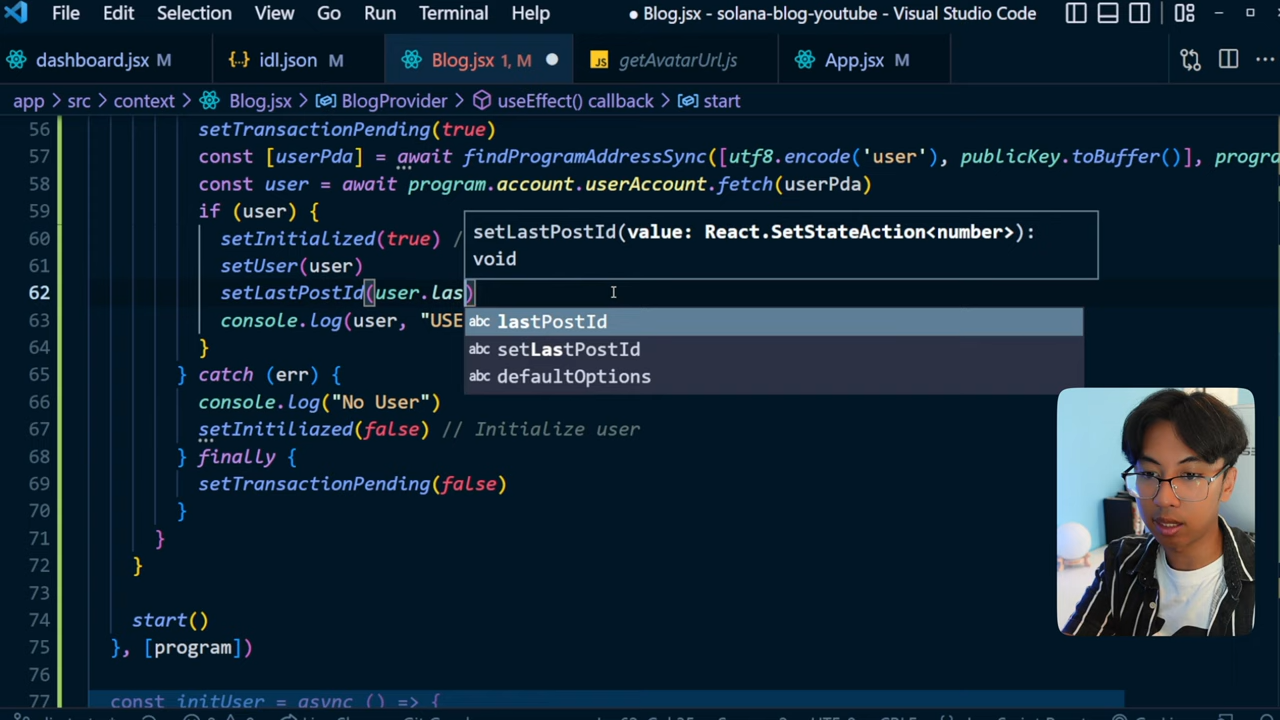 File Edit Selection View Go Run Terminal Help ● Blog.jsx - solana-blog-youtube - Visual Studio Code
dashboard.jsx M {..} idl.json M Blog.jsx 1, M ● JS getAvatarUrl.js App.jsx M
app > src > context > Blog.jsx > BlogProvider > useEffect() callback > start
56 setTransactionPending(true)
57 const [userPda] = await findProgramAddressSync([utf8.encode('user'), publicKey.toBuffer()], progra
58 const user = await program.account.userAccount.fetch(userPda)
59 if (user) {
setLastPostId(value: React.SetStateAction<number>):
void
60 setInitialized(true) /
61 setUser(user)
62 setLastPostId(user.las)
abc lastPostId
abc setLastPostId
abc defaultOptions
63 console.log(user, "USE
64 }
65 } catch (err) {
66 console.log("No User")
67 setInitiliazed(false) // Initialize user
68 } finally {
69 setTransactionPending(false)
70 }
71 }
72 }
73
74 start()
75 }, [program])
76
77 const initUser = async () => {